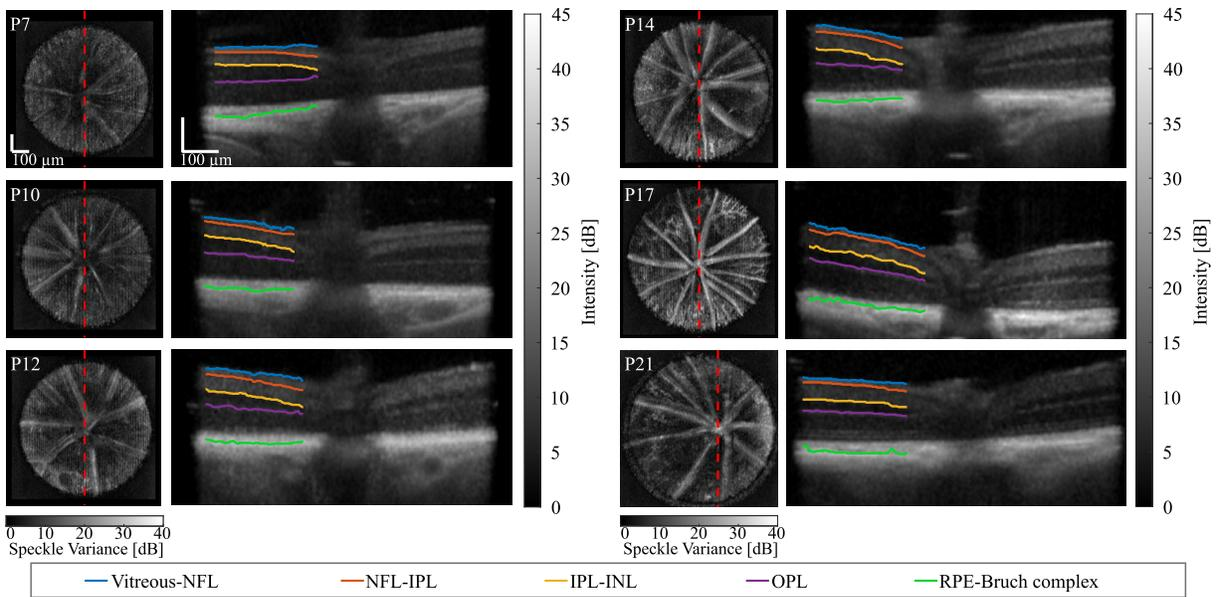 P7
100 µm
100 µm
P10
P12
0 10 20 30 40
Speckle Variance [dB]
45
40
35
30
25
20
15
10
5
0
Intensity [dB]
P14
P17
P21
0 10 20 30 40
Speckle Variance [dB]
45
40
35
30
25
20
15
10
5
0
Intensity [dB]
Vitreous-NFL NFL-IPL IPL-INL OPL RPE-Bruch complex